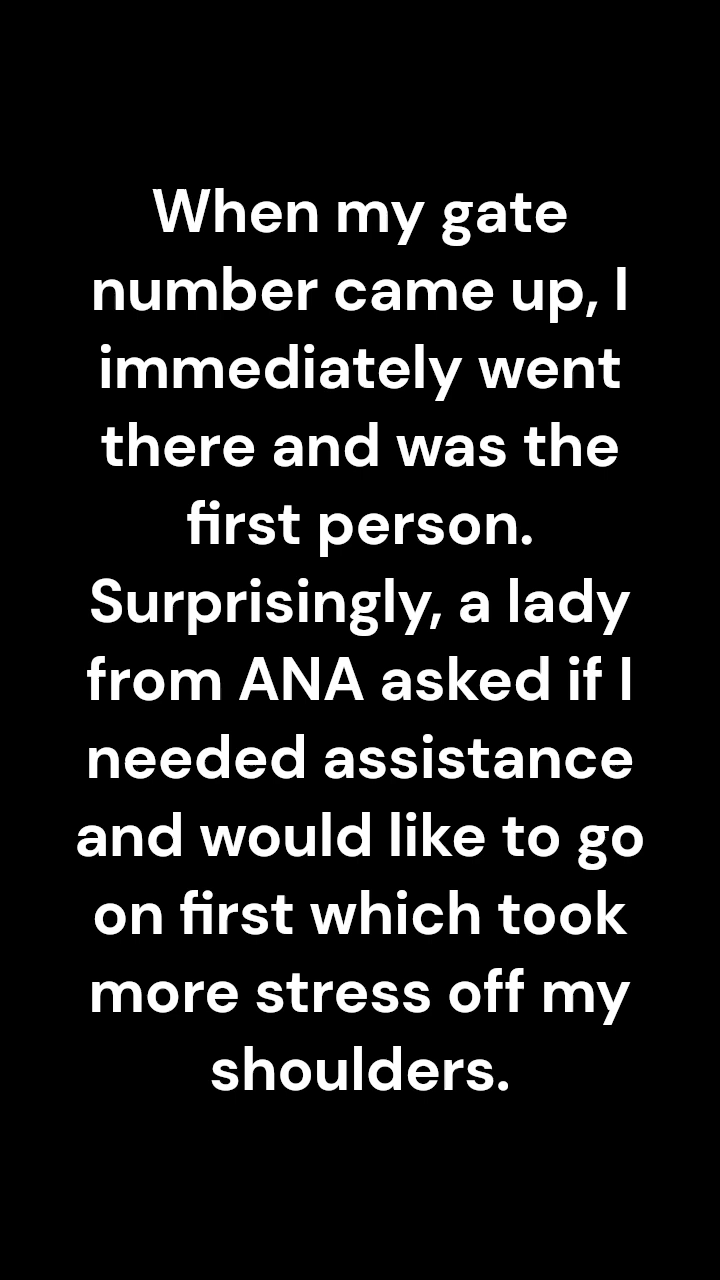 When my gate
number came up, I
immediately went
there and was the
first person.
Surprisingly, a lady
from ANA asked if I
needed assistance
and would like to go
on first which took
more stress off my
shoulders.